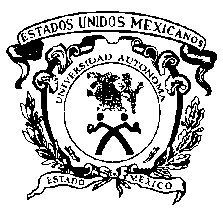 ESTADOS UNIDOS MEXICANOS
UNIVERSIDAD AUTONOMA
ESTADO MEXICO